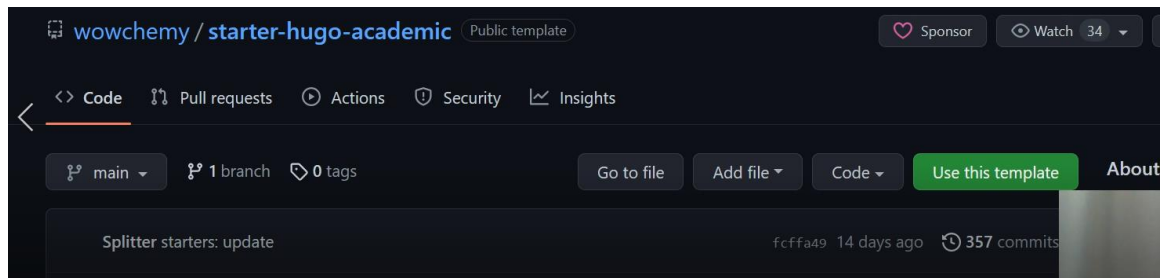 wowchemy / starter-hugo-academic Public template Sponsor Watch 34
Code Pull requests Actions Security Insights
main 1 branch 0 tags Go to file Add file Code Use this template About
Splitter starters: update fcffa49 14 days ago 357 commits